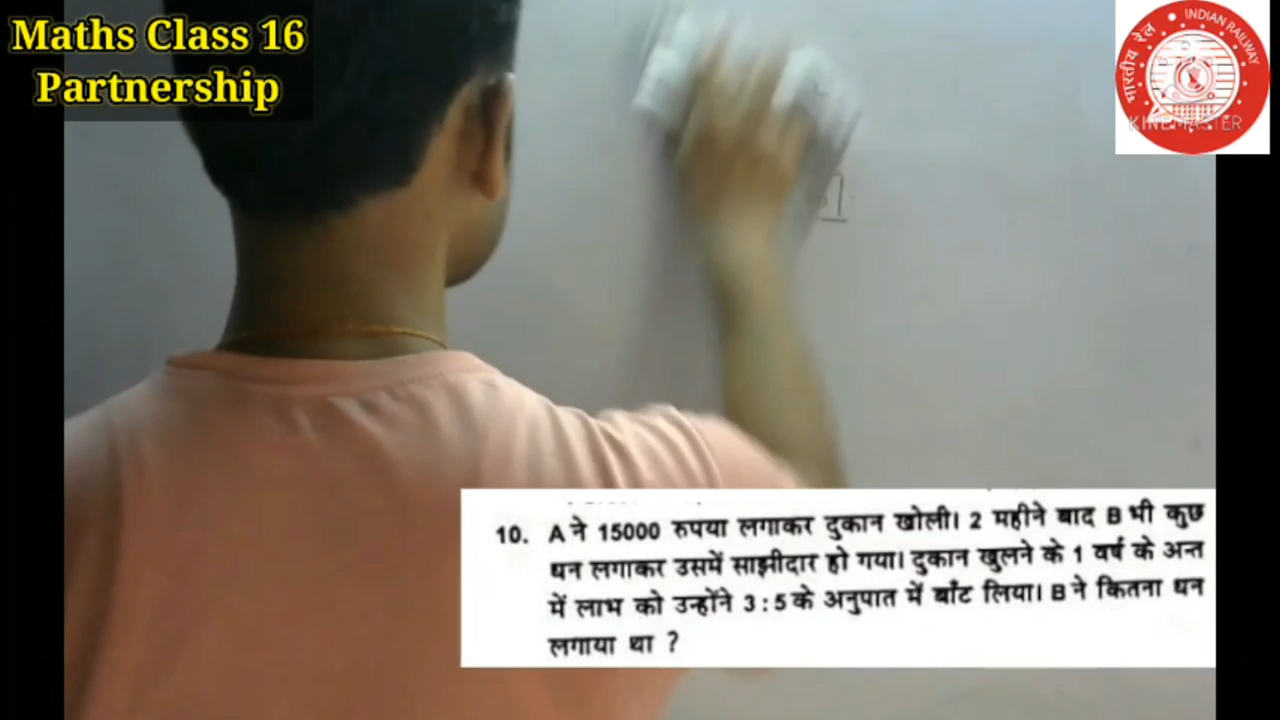 Maths Class 16
Partnership
भारतीय रेल
INDIAN RAILWAY
KINEMASTER
10. A ने 15000 रुपया लगाकर दुकान खोली। 2 महीने बाद B भी कुछ
धन लगाकर उसमें साझीदार हो गया। दुकान खुलने के 1 वर्ष के अन्त
में लाभ को उन्होंने 3 : 5 के अनुपात में बाँट लिया। B ने कितना धन
लगाया था ?